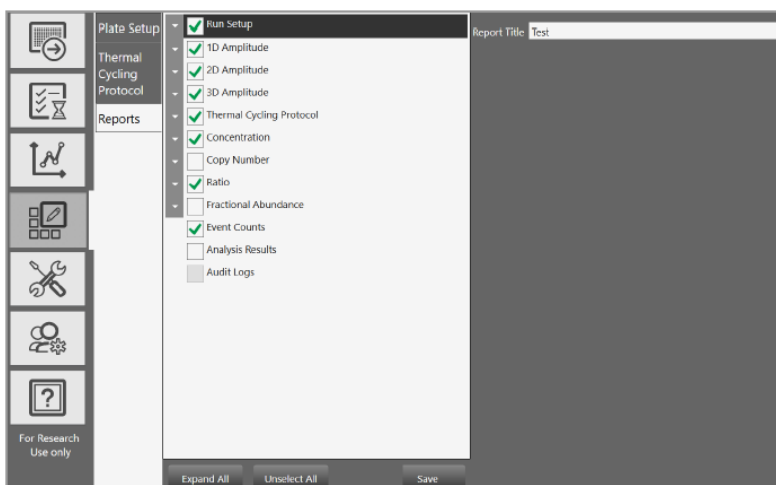 Plate Setup
Thermal
Cycling
Protocol
Reports
Run Setup
1D Amplitude
2D Amplitude
3D Amplitude
Thermal Cycling Protocol
Concentration
Copy Number
Ratio
Fractional Abundance
Event Counts
Analysis Results
Audit Logs
Report Title Test
?
For Research
Use only
Expand All Unselect All Save